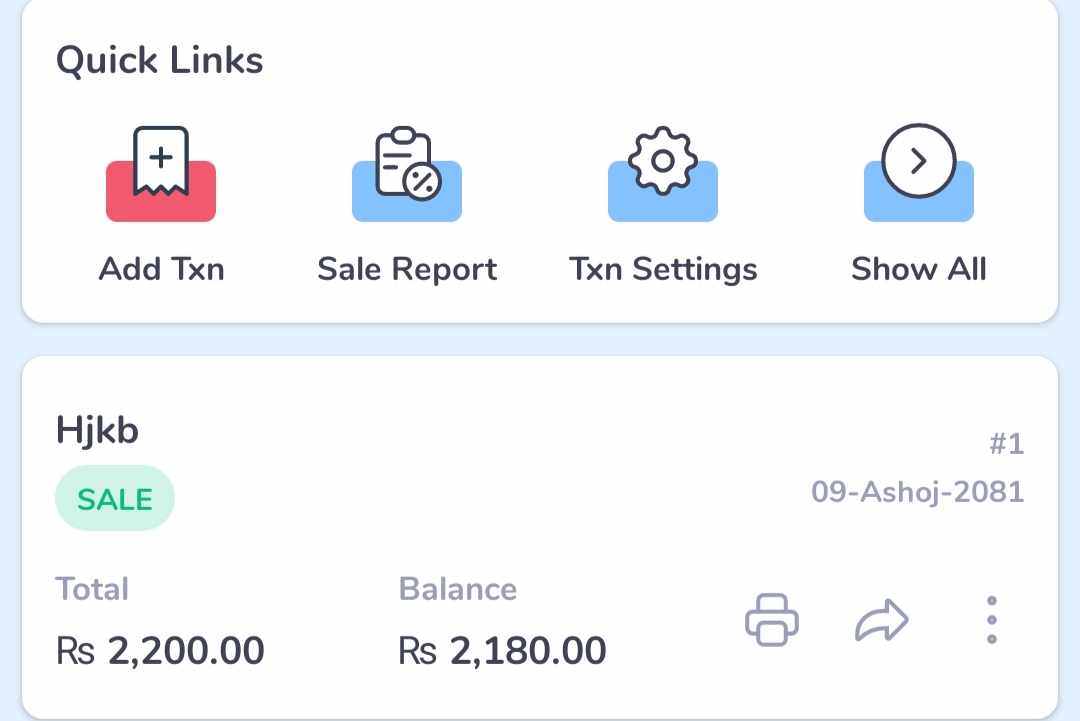 Quick Links
Add Txn Sale Report Txn Settings Show All
Hjkb
#1
SALE
09-Ashoj-2081
Total Balance
Rs 2,200.00 Rs 2,180.00